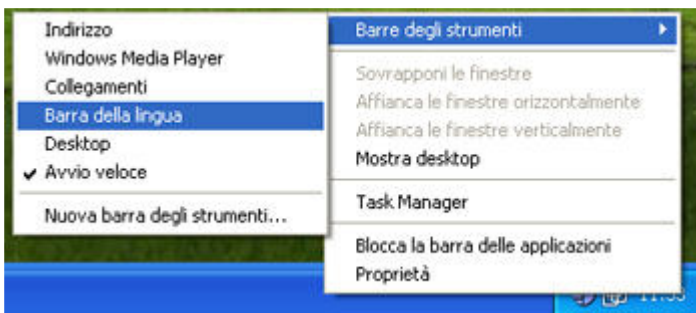 Indirizzo
Windows Media Player
Collegamenti
Barra della lingua
Desktop
Avvio veloce
Nuova barra degli strumenti...
Barre degli strumenti
Sovrapponi le finestre
Affianca le finestre orizzontalmente
Affianca le finestre verticalmente
Mostra desktop
Task Manager
Blocca la barra delle applicazioni
Proprietà